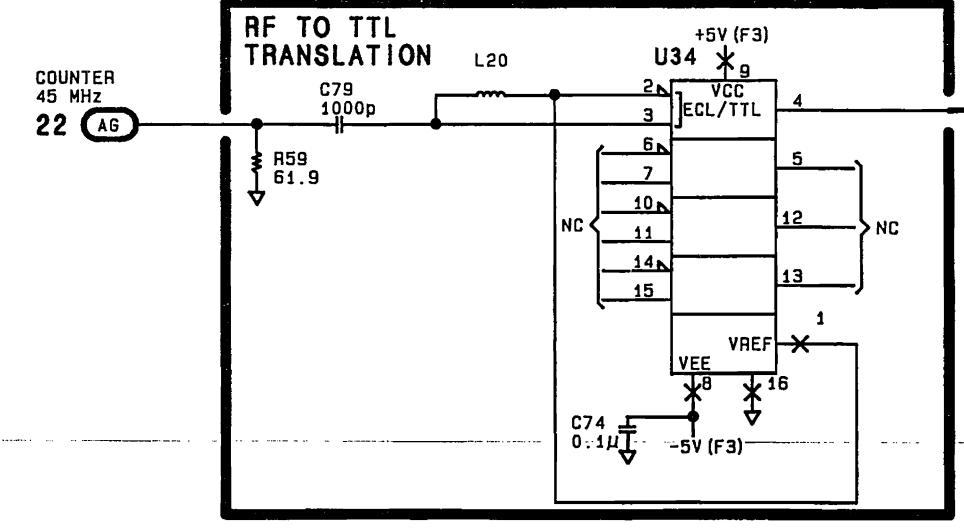 RF TO TTL
TRANSLATION
COUNTER
45 MHz
22 AG
C79
1000p
R59
61.9
L20
U34
+5V (F3)
9
VCC
2
3
ECL/TTL
4
6
7
10
11
14
15
NC
5
12
13
NC
1
VREF
VEE
8
16
C74
0.1µ
-5V (F3)